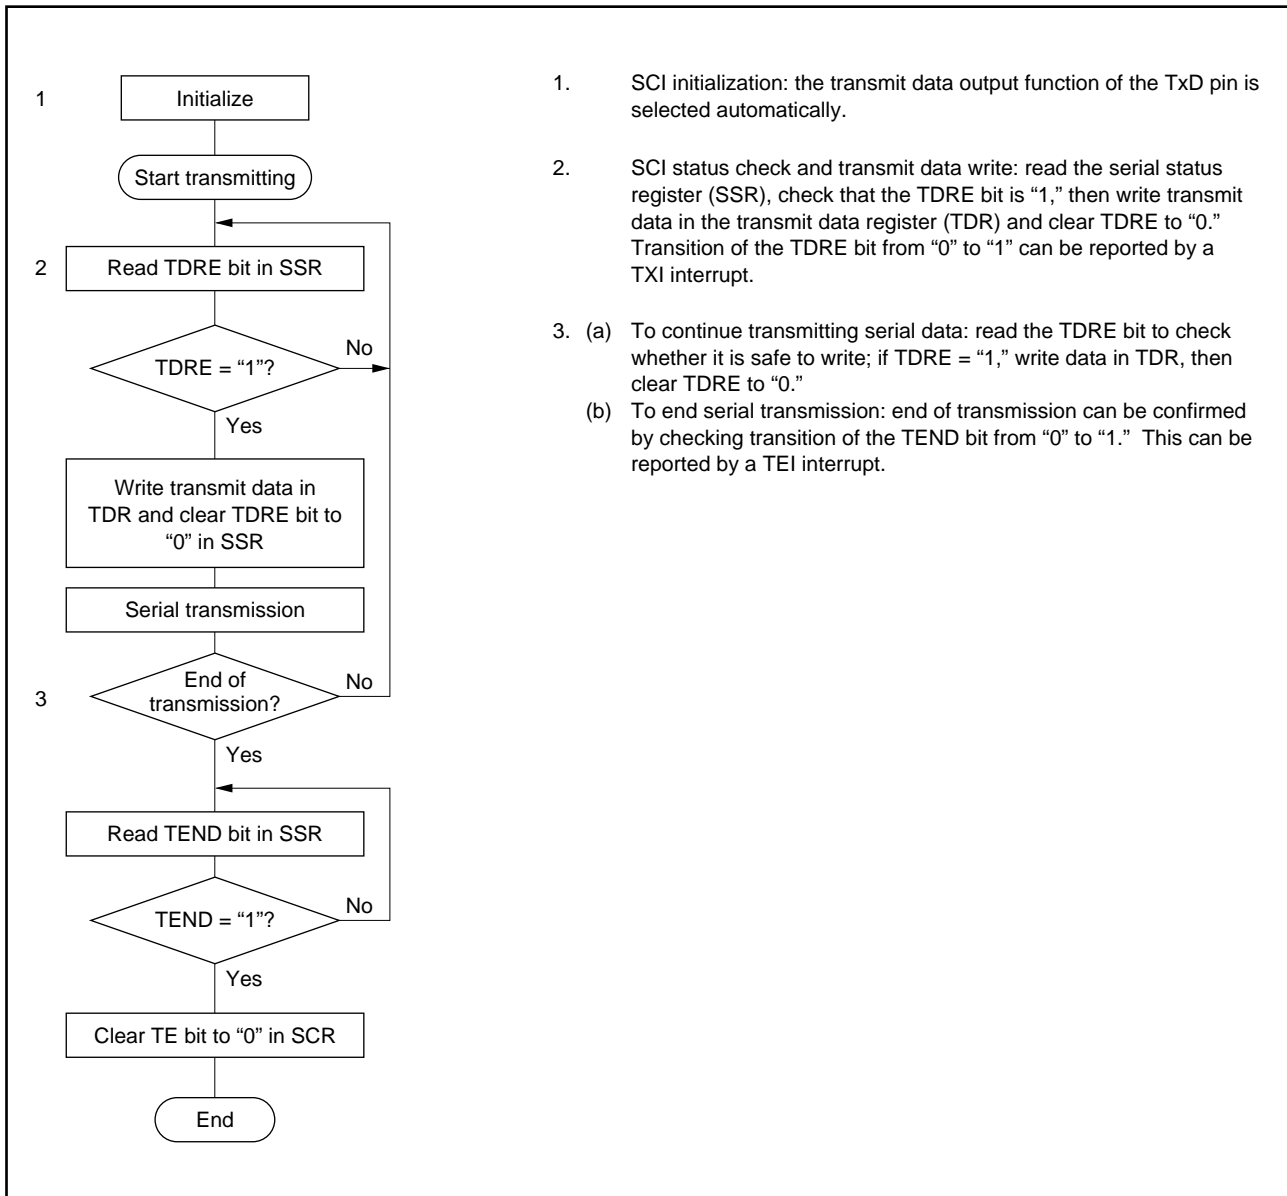 1
Initialize
Start transmitting
2
Read TDRE bit in SSR
TDRE = “1”?
No
Yes
Write transmit data in
TDR and clear TDRE bit to
“0” in SSR
Serial transmission
3
End of
transmission?
No
Yes
Read TEND bit in SSR
TEND = “1”?
No
Yes
Clear TE bit to “0” in SCR
End
1. SCI initialization: the transmit data output function of the TxD pin is
selected automatically.
2. SCI status check and transmit data write: read the serial status
register (SSR), check that the TDRE bit is “1,” then write transmit
data in the transmit data register (TDR) and clear TDRE to “0.”
Transition of the TDRE bit from “0” to “1” can be reported by a
TXI interrupt.
3. (a) To continue transmitting serial data: read the TDRE bit to check
whether it is safe to write; if TDRE = “1,” write data in TDR, then
clear TDRE to “0.”
(b) To end serial transmission: end of transmission can be confirmed
by checking transition of the TEND bit from “0” to “1.” This can be
reported by a TEI interrupt.